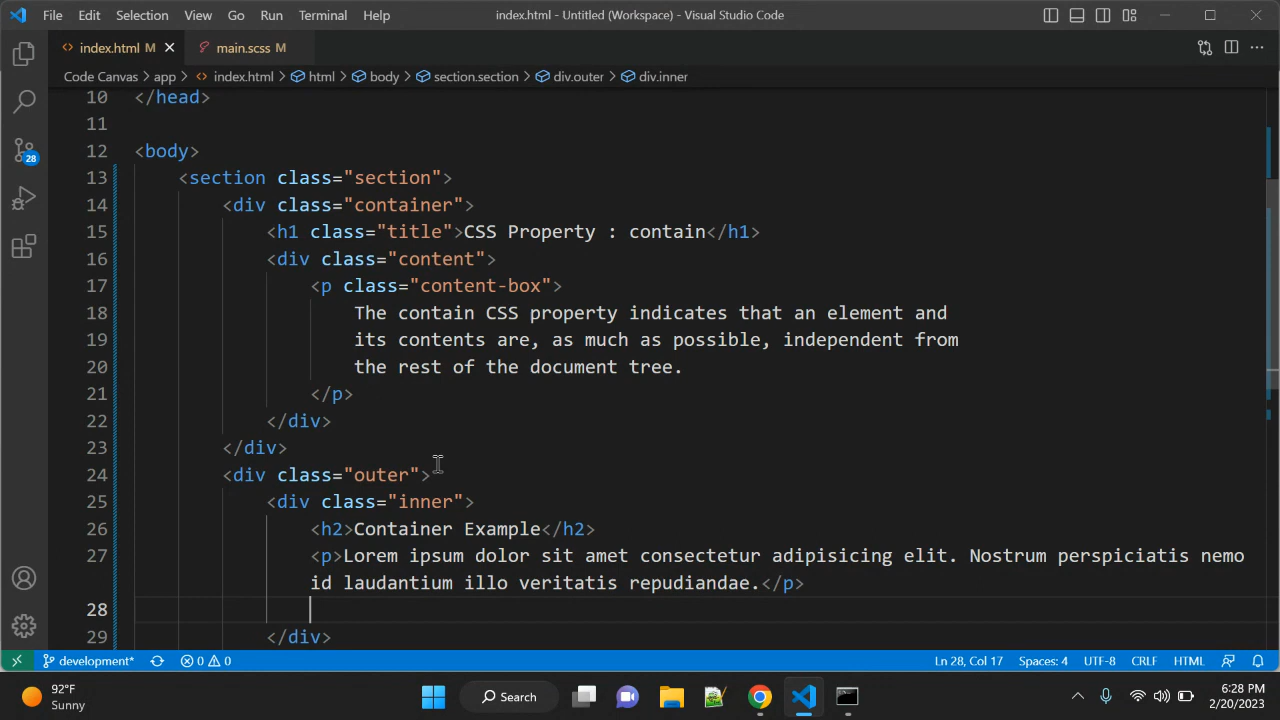 File Edit Selection View Go Run Terminal Help index.html - Untitled (Workspace) - Visual Studio Code
index.html M main.scss M
Code Canvas > app > index.html > html > body > section.section > div.outer > div.inner
10 </head>
11
12 <body>
13 <section class="section">
14 <div class="container">
15 <h1 class="title">CSS Property : contain</h1>
16 <div class="content">
17 <p class="content-box">
18 The contain CSS property indicates that an element and
19 its contents are, as much as possible, independent from
20 the rest of the document tree.
21 </p>
22 </div>
23 </div>
24 <div class="outer">
25 <div class="inner">
26 <h2>Container Example</h2>
27 <p>Lorem ipsum dolor sit amet consectetur adipisicing elit. Nostrum perspiciatis nemo
id laudantium illo veritatis repudiandae.</p>
28
29 </div>
28
development* 0 0 Ln 28, Col 17 Spaces: 4 UTF-8 CRLF HTML
92°F
Sunny
Search
6:28 PM
2/20/2023